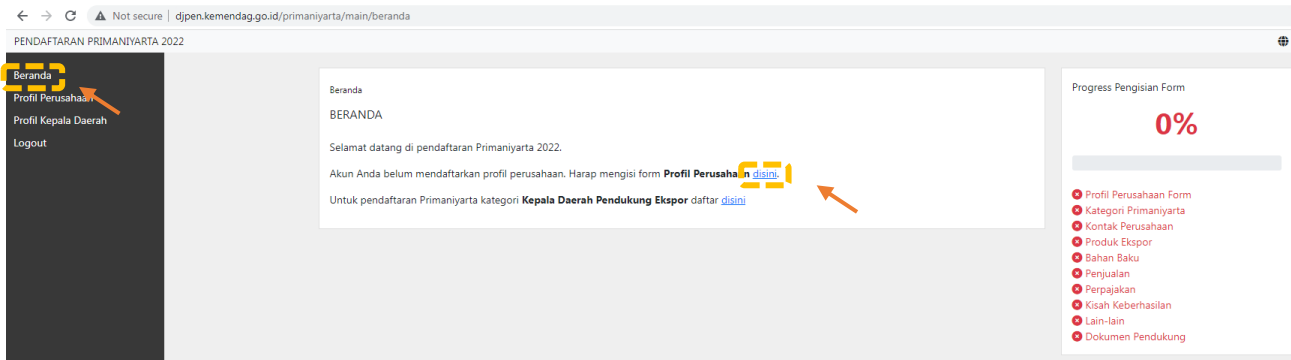 Not secure | djpen.kemendag.go.id/primaniyarta/main/beranda
PENDAFTARAN PRIMANIYARTA 2022
Beranda
Profil Perusahaan
Profil Kepala Daerah
Logout
Beranda
BERANDA
Selamat datang di pendaftaran Primaniyarta 2022.
Akun Anda belum mendaftarkan profil perusahaan. Harap mengisi form Profil Perusahaan disini.
Untuk pendaftaran Primaniyarta kategori Kepala Daerah Pendukung Ekspor daftar disini
Progress Pengisian Form
0%
Profil Perusahaan Form
Kategori Primaniyarta
Kontak Perusahaan
Produk Ekspor
Bahan Baku
Penjualan
Perpajakan
Kisah Keberhasilan
Lain-lain
Dokumen Pendukung